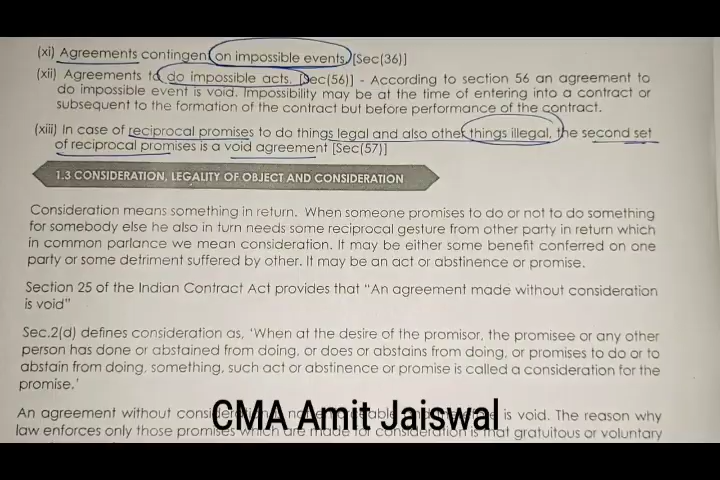 (xi) Agreements contingent on impossible events. [Sec(36)]
(xii) Agreements to do impossible acts. [Sec(56)] - According to section 56 an agreement to
do impossible event is void. Impossibility may be at the time of entering into a contract or
subsequent to the formation of the contract but before performance of the contract.
(xiii) In case of reciprocal promises to do things legal and also other things illegal, the second set
of reciprocal promises is a void agreement [Sec(57)]
1.3 CONSIDERATION, LEGALITY OF OBJECT AND CONSIDERATION
Consideration means something in return. When someone promises to do or not to do something
for somebody else he also in turn needs some reciprocal gesture from other party in return which
in common parlance we mean consideration. It may be either some benefit conferred on one
party or some detriment suffered by other. It may be an act or abstinence or promise.
Section 25 of the Indian Contract Act provides that “An agreement made without consideration
is void”
Sec.2(d) defines consideration as, ‘When at the desire of the promisor, the promisee or any other
person has done or abstained from doing, or does or abstains from doing, or promises to do or to
abstain from doing, something, such act or abstinence or promise is called a consideration for the
promise.’
An agreement without consideration is is void. The reason why
law enforces only those promises which are made for consideration is that gratuitous or voluntary
CMA Amit Jaiswal